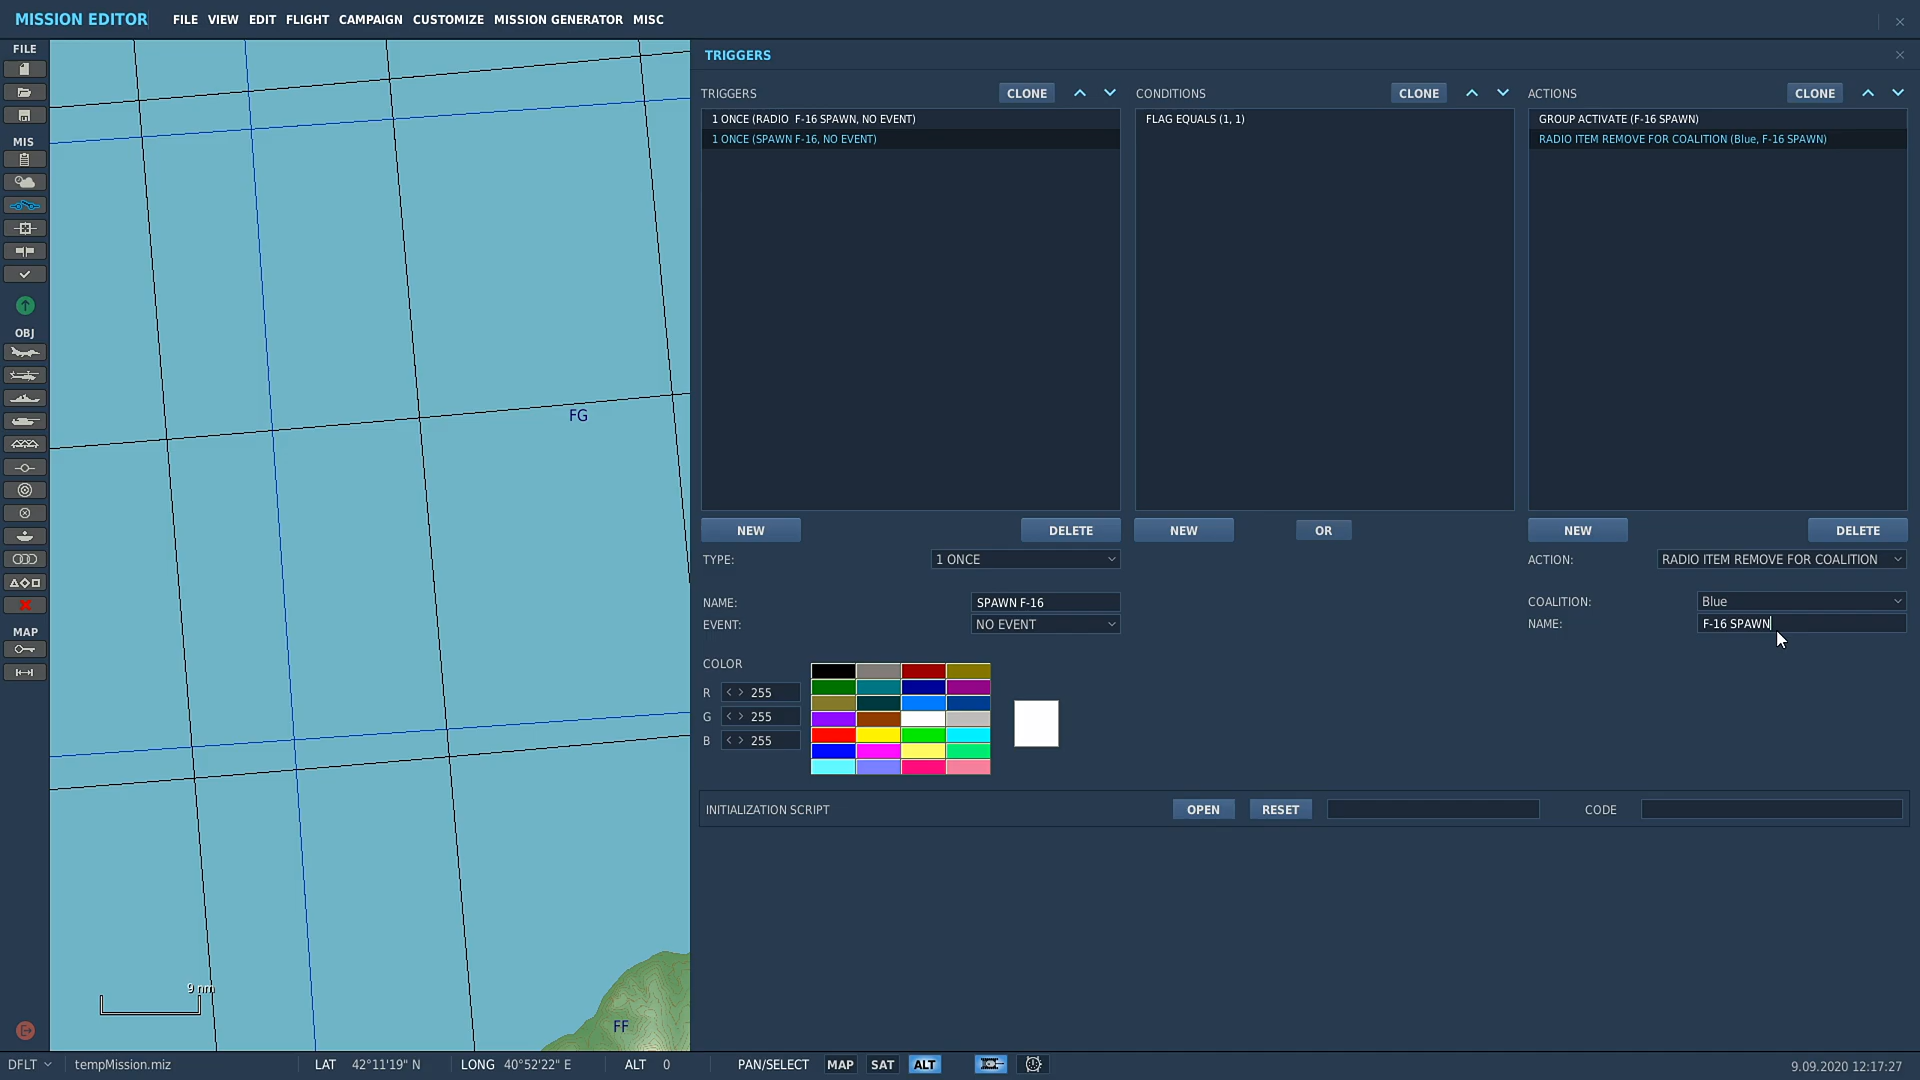 MISSION EDITOR FILE VIEW EDIT FLIGHT CAMPAIGN CUSTOMIZE MISSION GENERATOR MISC
FILE
MIS
OBJ
MAP
FG
FF
9 nm
TRIGGERS
TRIGGERS CLONE
1 ONCE (RADIO  F-16 SPAWN, NO EVENT)
1 ONCE (SPAWN F-16, NO EVENT)
NEW DELETE
TYPE: 1 ONCE
NAME: SPAWN F-16
EVENT: NO EVENT
COLOR
R < > 255
G < > 255
B < > 255
CONDITIONS CLONE
FLAG EQUALS (1, 1)
NEW OR
ACTIONS CLONE
GROUP ACTIVATE (F-16 SPAWN)
RADIO ITEM REMOVE FOR COALITION (Blue, F-16 SPAWN)
NEW DELETE
ACTION: RADIO ITEM REMOVE FOR COALITION
COALITION: Blue
NAME: F-16 SPAWN
INITIALIZATION SCRIPT OPEN RESET CODE
DFLT tempMission.miz LAT 42°11'19" N LONG 40°52'22" E ALT 0 PAN/SELECT MAP SAT ALT 9.09.2020 12:17:27